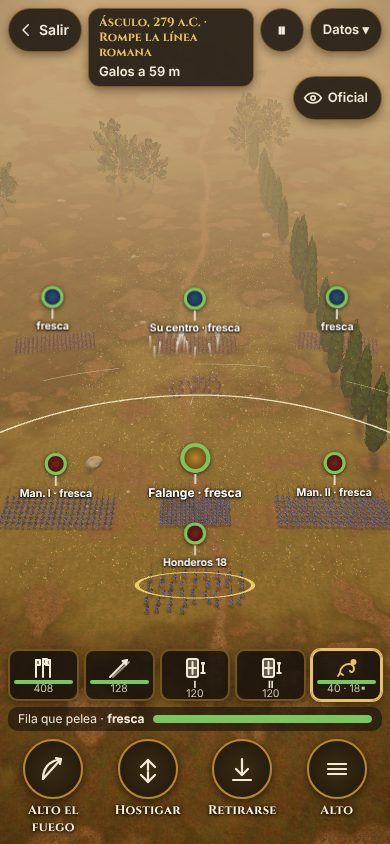 Salir
ÁSCULO, 279 A.C. ·
ROMPE LA LÍNEA
ROMANA
Galos a 59 m
Datos ▾
Oficial
fresca
Su centro · fresca
fresca
Man. I · fresca
Falange · fresca
Man. II · fresca
Honderos 18
408
128
I
120
II
120
40 · 18▪
Fila que pelea · fresca
ALTO EL
FUEGO
HOSTIGAR
RETIRARSE
ALTO